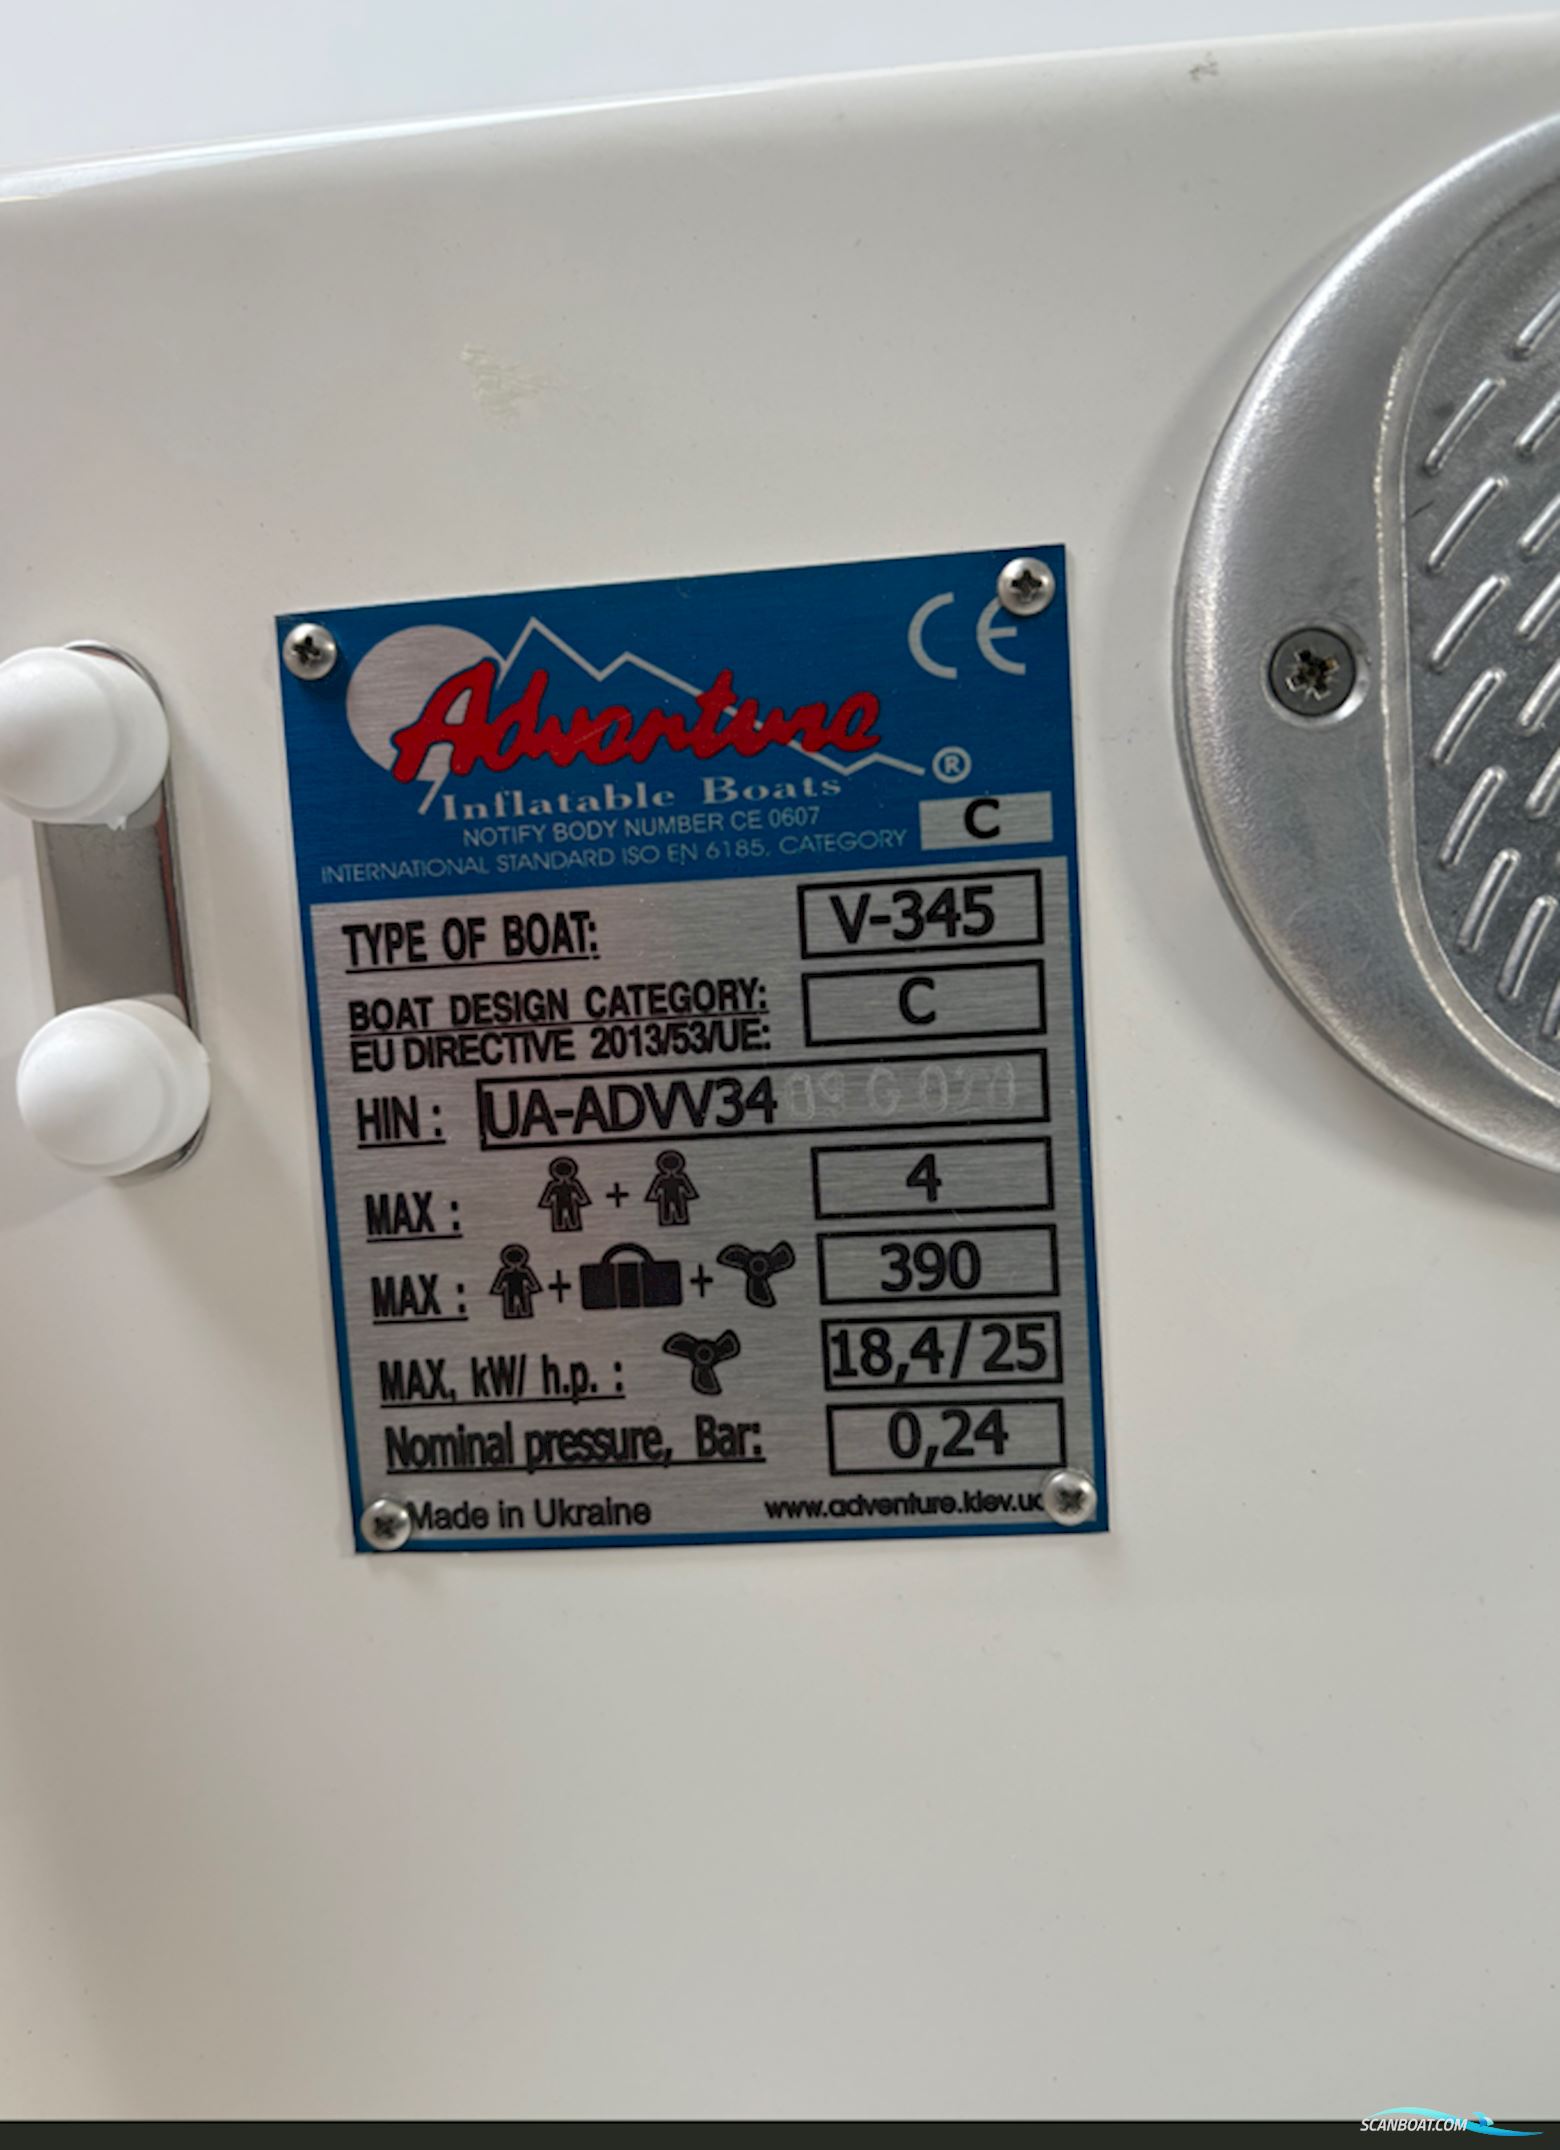 CE
Adventure ®
Inflatable Boats
NOTIFY BODY NUMBER CE 0607
INTERNATIONAL STANDARD ISO EN 6185, CATEGORY C
TYPE OF BOAT: V-345
BOAT DESIGN CATEGORY: C
EU DIRECTIVE 2013/53/UE:
HIN : UA-ADVV34 09 G 020
MAX : + 4
MAX : + + 390
MAX, kW/ h.p. : 18,4/25
Nominal pressure, Bar: 0,24
Made in Ukraine www.adventure.kiev.ua
SCANBOAT.COM